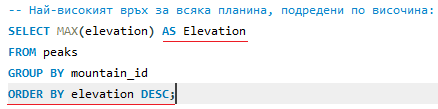 -- Най-високият връх за всяка планина, подредени по височина:
SELECT MAX(elevation) AS Elevation
FROM peaks
GROUP BY mountain_id
ORDER BY elevation DESC;